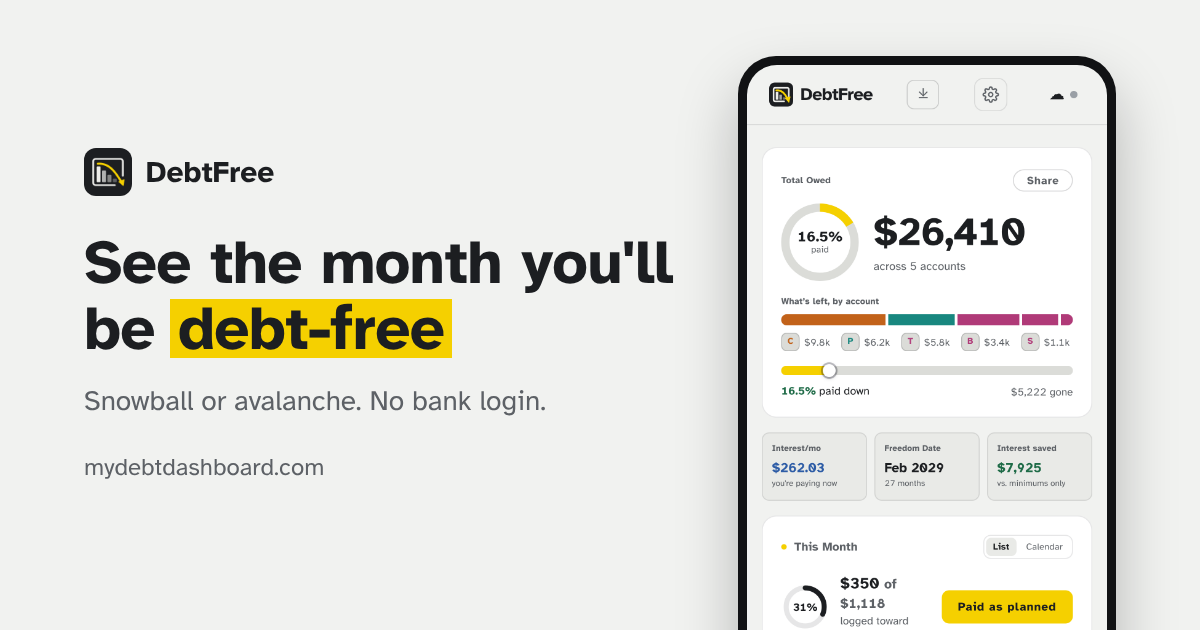 DebtFree
See the month you'll
be debt-free
Snowball or avalanche. No bank login.
mydebtdashboard.com
DebtFree
Total Owed
Share
16.5%
paid
$26,410
across 5 accounts
What's left, by account
C $9.8k P $6.2k T $5.8k B $3.4k S $1.1k
16.5% paid down
$5,222 gone
Interest/mo
$262.03
you're paying now
Freedom Date
Feb 2029
27 months
Interest saved
$7,925
vs. minimums only
This Month
List Calendar
31%
$350 of
$1,118
logged toward
Paid as planned